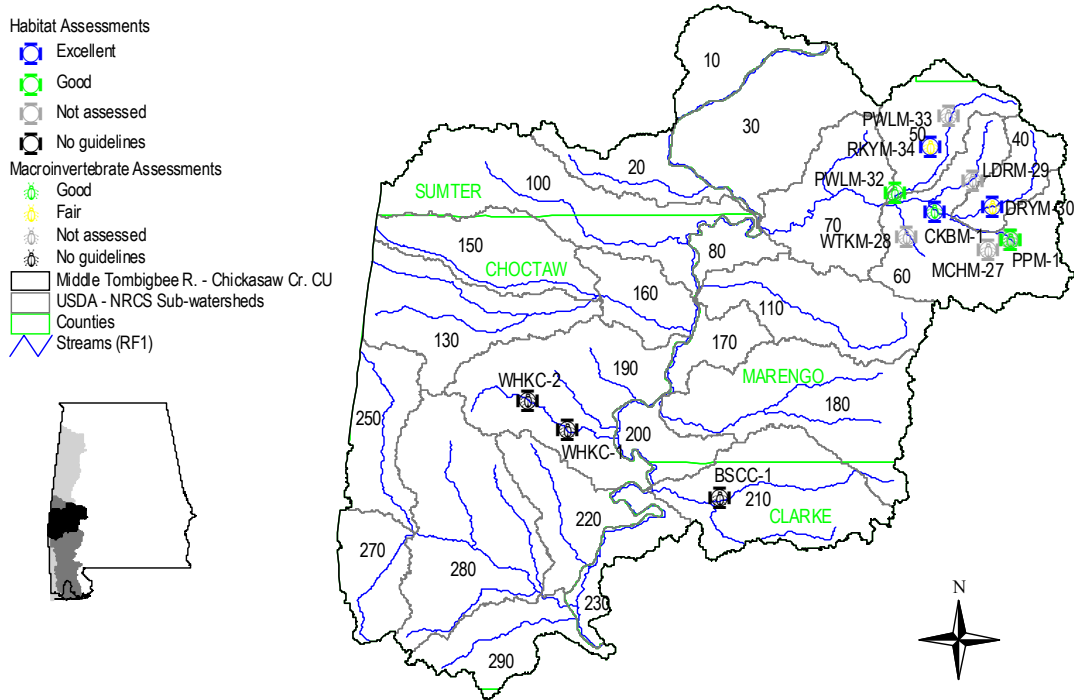 Habitat Assessments
Excellent
Good
Not assessed
No guidelines
Macroinvertebrate Assessments
Good
Fair
Not assessed
No guidelines
Middle Tombigbee R. - Chickasaw Cr. CU
USDA - NRCS Sub-watersheds
Counties
Streams (RF1)
10
30
PWLM-33
50
40
RKYM-34
20
LDRM-29
100
SUMTER
PWLM-32
DRYM-30
70
CKBM-1
150
80
WTKM-28
PPM-1
CHOCTAW
MCHM-27
60
160
110
130
170
190
MARENGO
WHKC-2
180
250
200
WHKC-1
BSCC-1
210
220
CLARKE
270
280
230
N
290